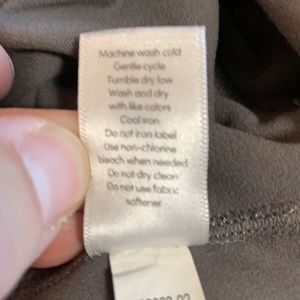 Machine wash cold
Gentle cycle
Tumble dry low
Wash and dry
with like colors
Cool iron
Do not iron label
Use non-chlorine
bleach when needed
Do not dry clean
Do not use fabric
softener